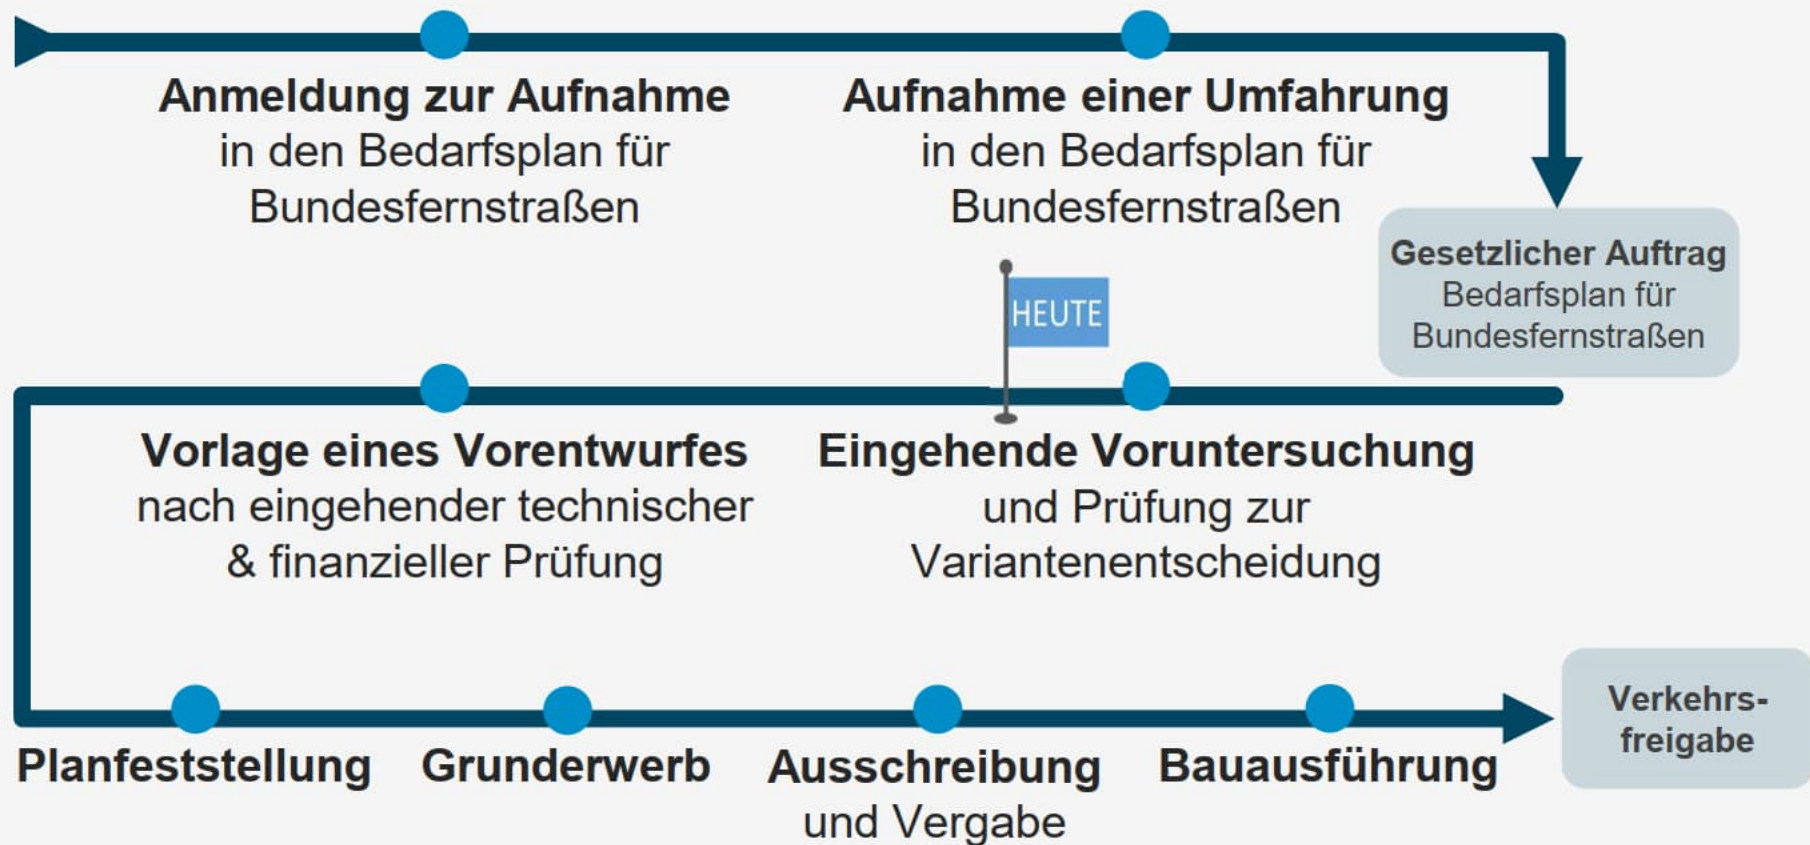 Anmeldung zur Aufnahme
in den Bedarfsplan für
Bundesfernstraßen
Aufnahme einer Umfahrung
in den Bedarfsplan für
Bundesfernstraßen
Gesetzlicher Auftrag
Bedarfsplan für
Bundesfernstraßen
HEUTE
Eingehende Voruntersuchung
und Prüfung zur
Variantenentscheidung
Vorlage eines Vorentwurfes
nach eingehender technischer
& finanzieller Prüfung
Planfeststellung
Grunderwerb
Ausschreibung
und Vergabe
Bauausführung
Verkehrs-
freigabe